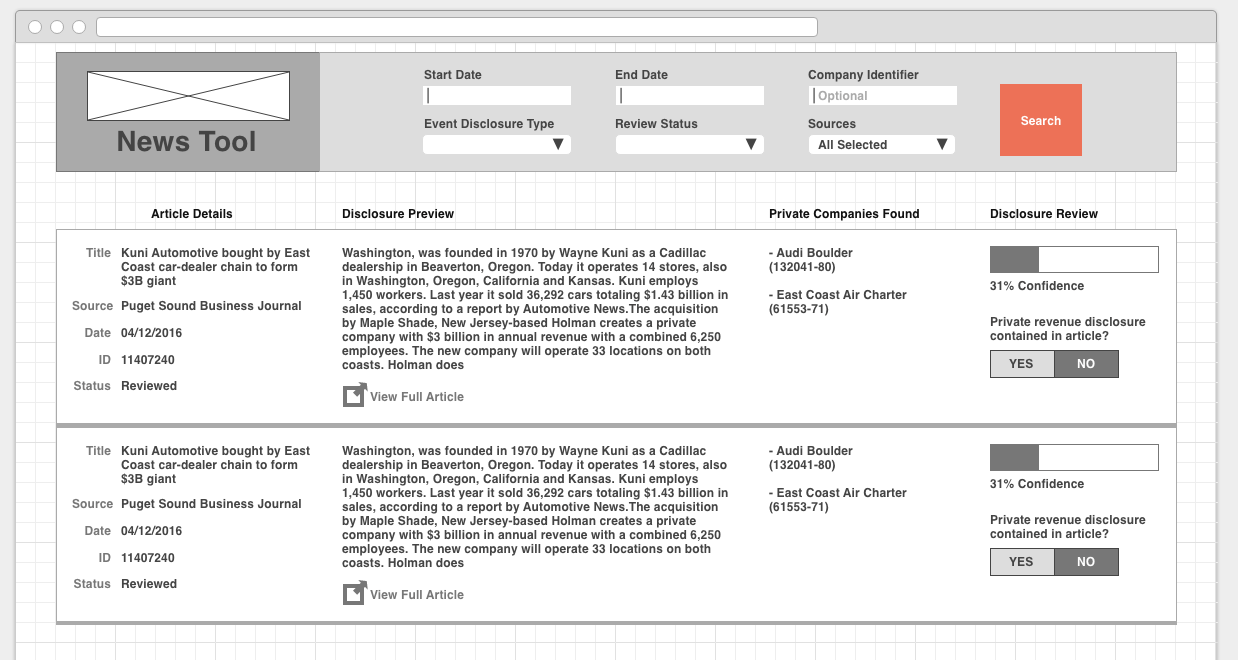 News Tool
Start Date
End Date
Company Identifier
Optional
Event Disclosure Type
Review Status
Sources
All Selected
Search
Article Details
Disclosure Preview
Private Companies Found
Disclosure Review
Title
Kuni Automotive bought by East
Coast car-dealer chain to form
$3B giant
Source
Puget Sound Business Journal
Date
04/12/2016
ID
11407240
Status
Reviewed
Washington, was founded in 1970 by Wayne Kuni as a Cadillac
dealership in Beaverton, Oregon. Today it operates 14 stores, also
in Washington, Oregon, California and Kansas. Kuni employs
1,450 workers. Last year it sold 36,292 cars totaling $1.43 billion in
sales, according to a report by Automotive News.The acquisition
by Maple Shade, New Jersey-based Holman creates a private
company with $3 billion in annual revenue with a combined 6,250
employees. The new company will operate 33 locations on both
coasts. Holman does
View Full Article
- Audi Boulder
(132041-80)
- East Coast Air Charter
(61553-71)
31% Confidence
Private revenue disclosure
contained in article?
YES
NO
Title
Kuni Automotive bought by East
Coast car-dealer chain to form
$3B giant
Source
Puget Sound Business Journal
Date
04/12/2016
ID
11407240
Status
Reviewed
Washington, was founded in 1970 by Wayne Kuni as a Cadillac
dealership in Beaverton, Oregon. Today it operates 14 stores, also
in Washington, Oregon, California and Kansas. Kuni employs
1,450 workers. Last year it sold 36,292 cars totaling $1.43 billion in
sales, according to a report by Automotive News.The acquisition
by Maple Shade, New Jersey-based Holman creates a private
company with $3 billion in annual revenue with a combined 6,250
employees. The new company will operate 33 locations on both
coasts. Holman does
View Full Article
- Audi Boulder
(132041-80)
- East Coast Air Charter
(61553-71)
31% Confidence
Private revenue disclosure
contained in article?
YES
NO